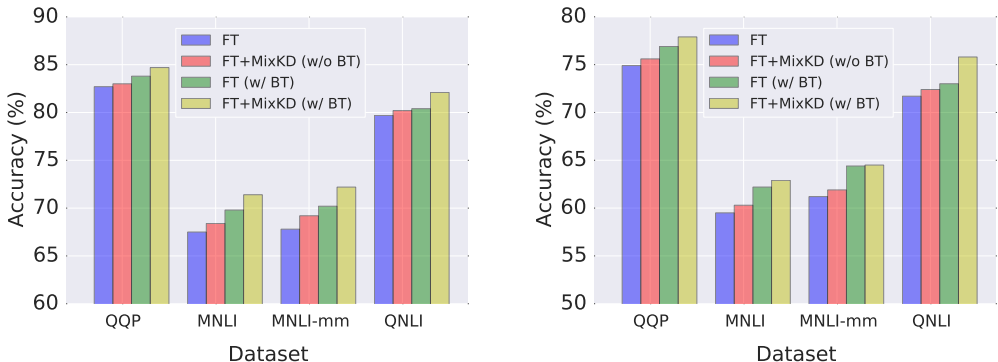 90
85
80
75
70
65
60
Accuracy (%)
FT
FT+MixKD (w/o BT)
FT (w/ BT)
FT+MixKD (w/ BT)
QQP MNLI MNLI-mm QNLI
Dataset
80
75
70
65
60
55
50
Accuracy (%)
FT
FT+MixKD (w/o BT)
FT (w/ BT)
FT+MixKD (w/ BT)
QQP MNLI MNLI-mm QNLI
Dataset